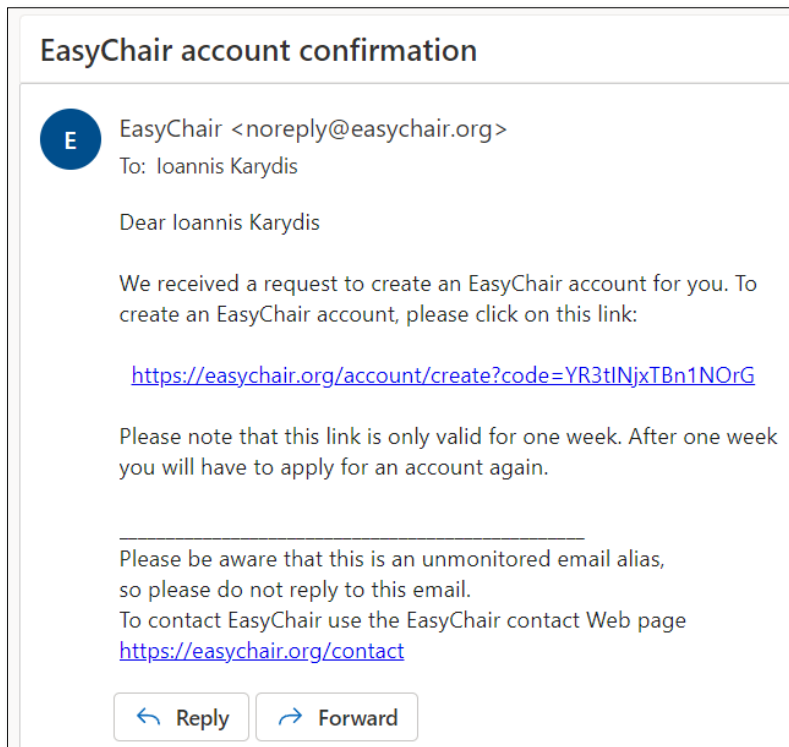 EasyChair account confirmation
E
EasyChair <noreply@easychair.org>
To: Ioannis Karydis
Dear Ioannis Karydis
We received a request to create an EasyChair account for you. To
create an EasyChair account, please click on this link:
https://easychair.org/account/create?code=YR3tINjxTBn1NOrG
Please note that this link is only valid for one week. After one week
you will have to apply for an account again.
Please be aware that this is an unmonitored email alias,
so please do not reply to this email.
To contact EasyChair use the EasyChair contact Web page
https://easychair.org/contact
Reply
Forward